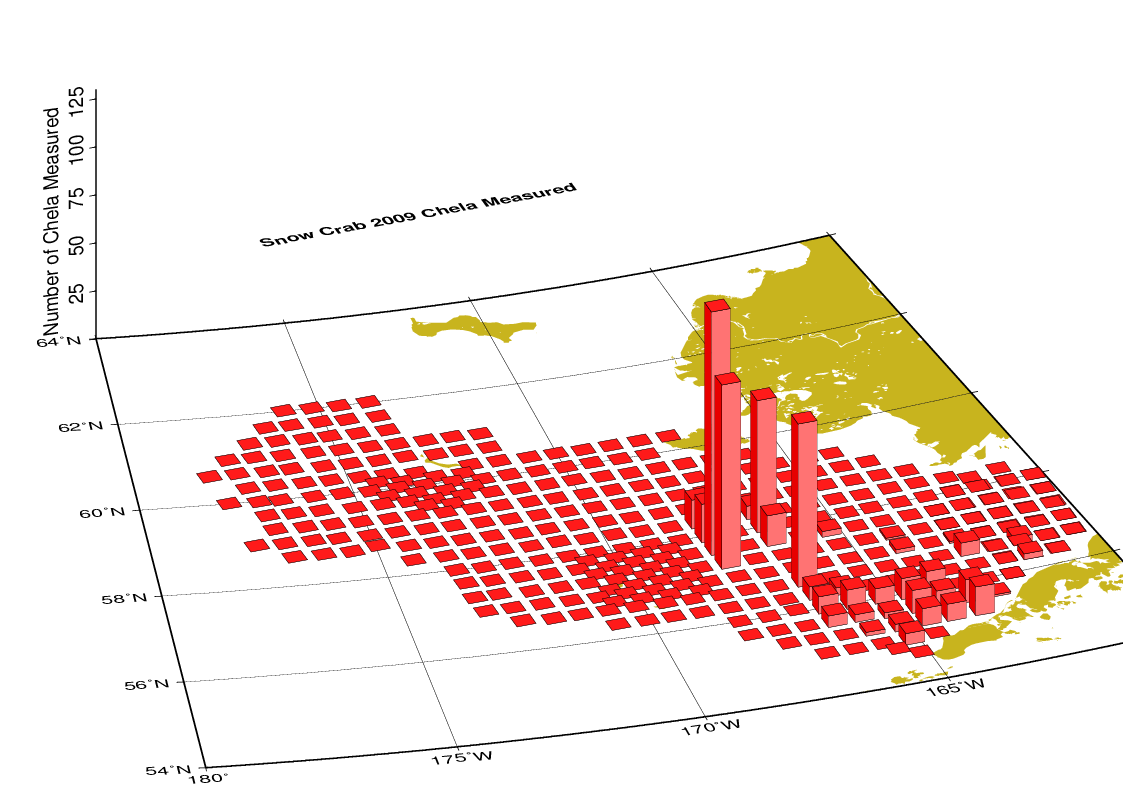 125
100
75
50
25
Number of Chela Measured
Snow Crab 2009 Chela Measured
64°N
62°N
60°N
58°N
56°N
54°N
180°
175°W
170°W
165°W